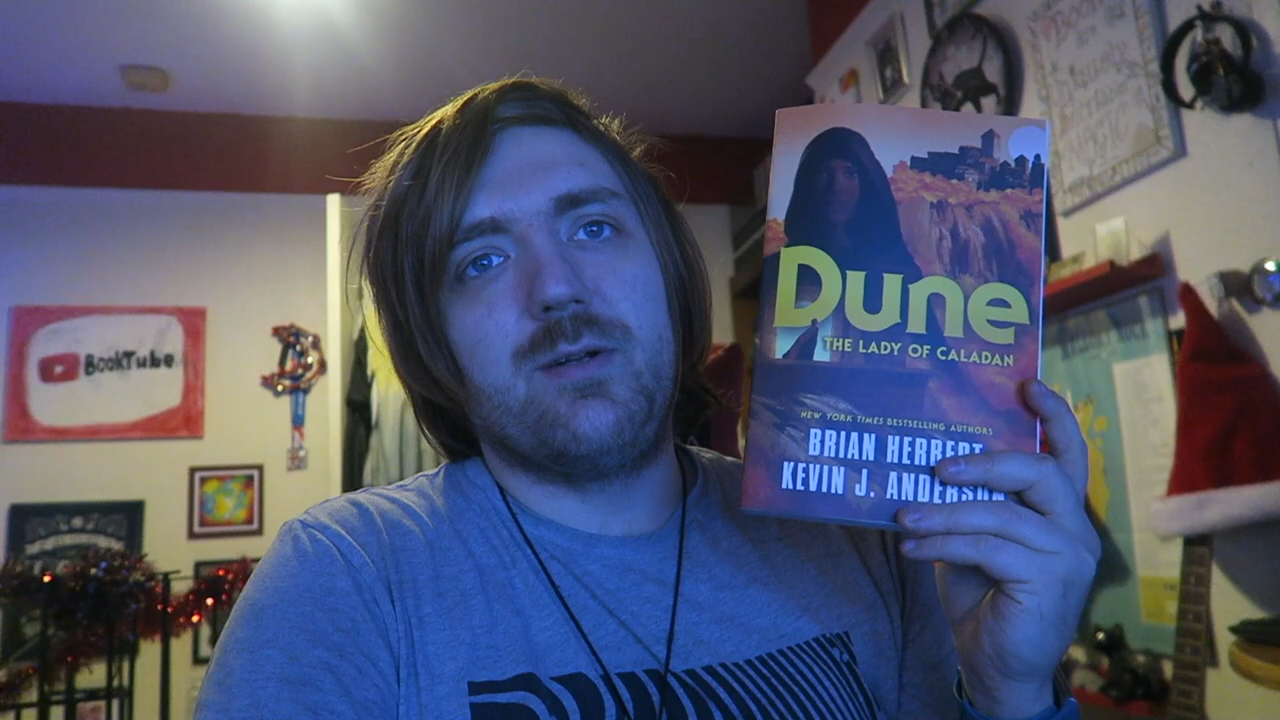 BookTube
Dune
THE LADY OF CALADAN
NEW YORK TIMES BESTSELLING AUTHORS
BRIAN HERBERT
KEVIN J. ANDERSON